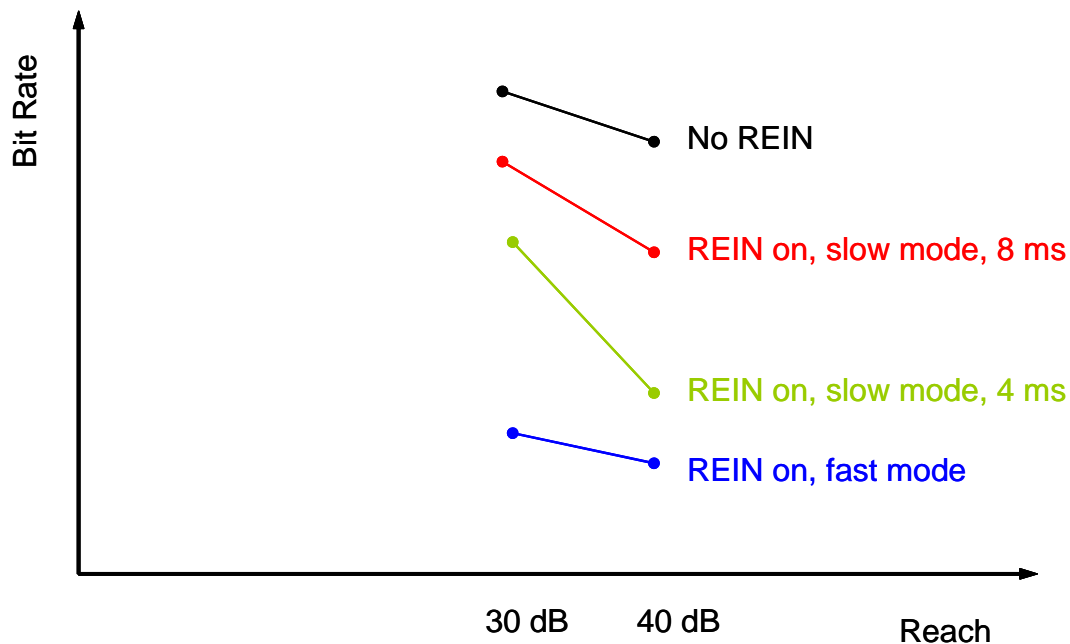 Bit Rate
No REIN
REIN on, slow mode, 8 ms
REIN on, slow mode, 4 ms
REIN on, fast mode
30 dB
40 dB
Reach